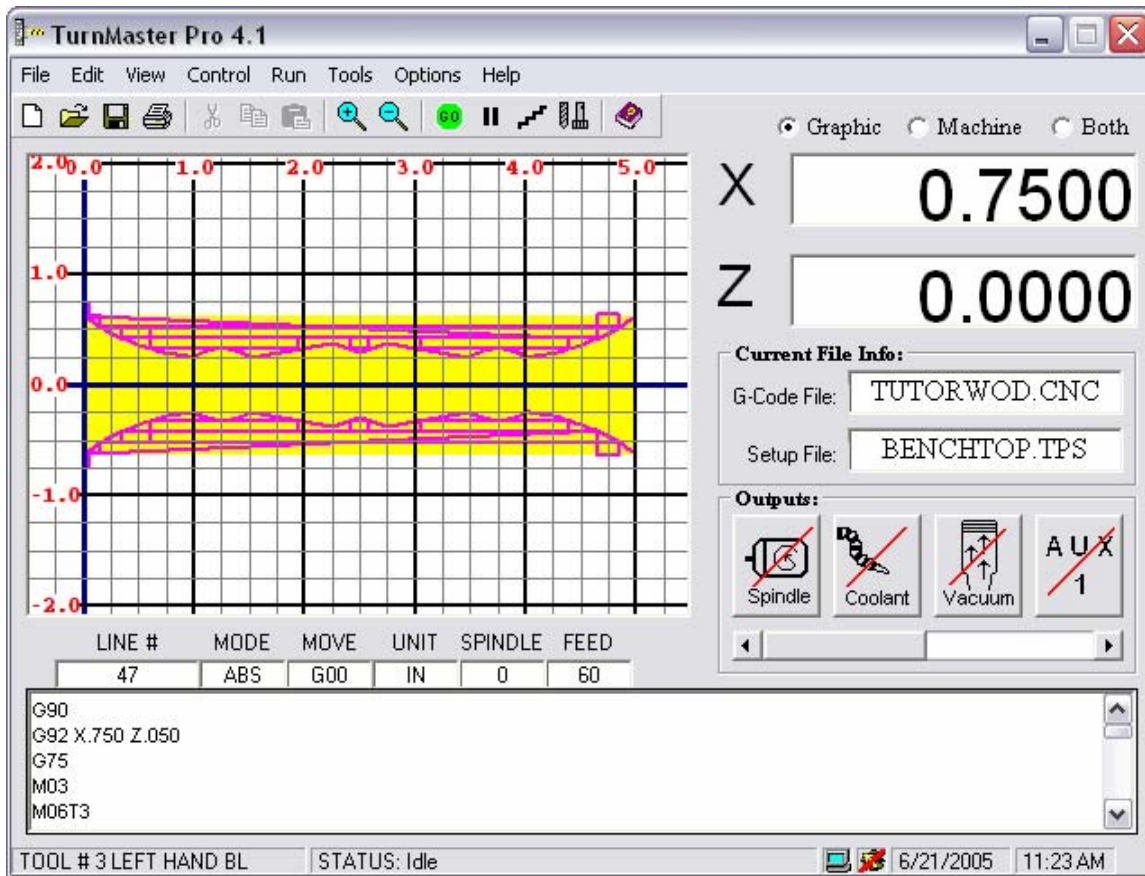 TurnMaster Pro 4.1
File Edit View Control Run Tools Options Help
GO
Graphic Machine Both
2.0 0.0 1.0 2.0 3.0 4.0 5.0
1.0
0.0
-1.0
-2.0
X 0.7500
Z 0.0000
Current File Info:
G-Code File: TUTORWOD.CNC
Setup File: BENCHTOP.TPS
Outputs:
Spindle Coolant Vacuum AUX 1
LINE # MODE MOVE UNIT SPINDLE FEED
47 ABS G00 IN 0 60
G90
G92 X.750 Z.050
G75
M03
M06T3
TOOL # 3 LEFT HAND BL STATUS: Idle 6/21/2005 11:23 AM